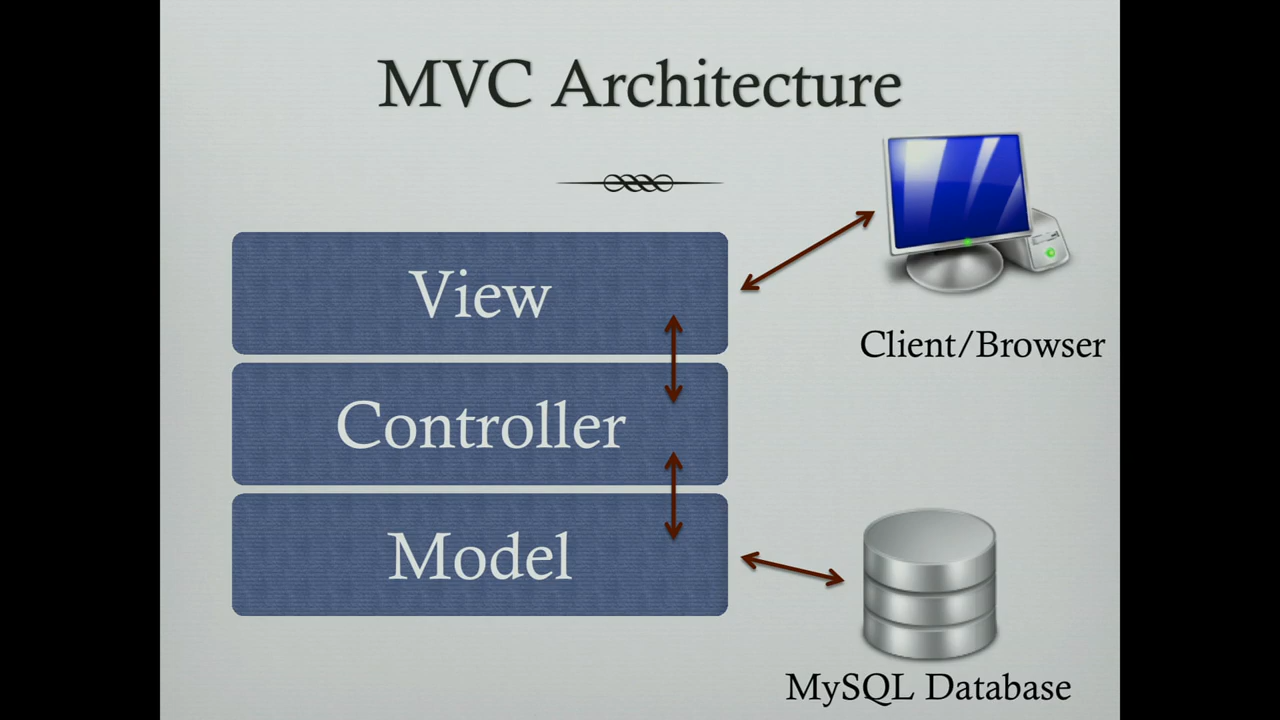 MVC Architecture
View
Client/Browser
Controller
Model
MySQL Database